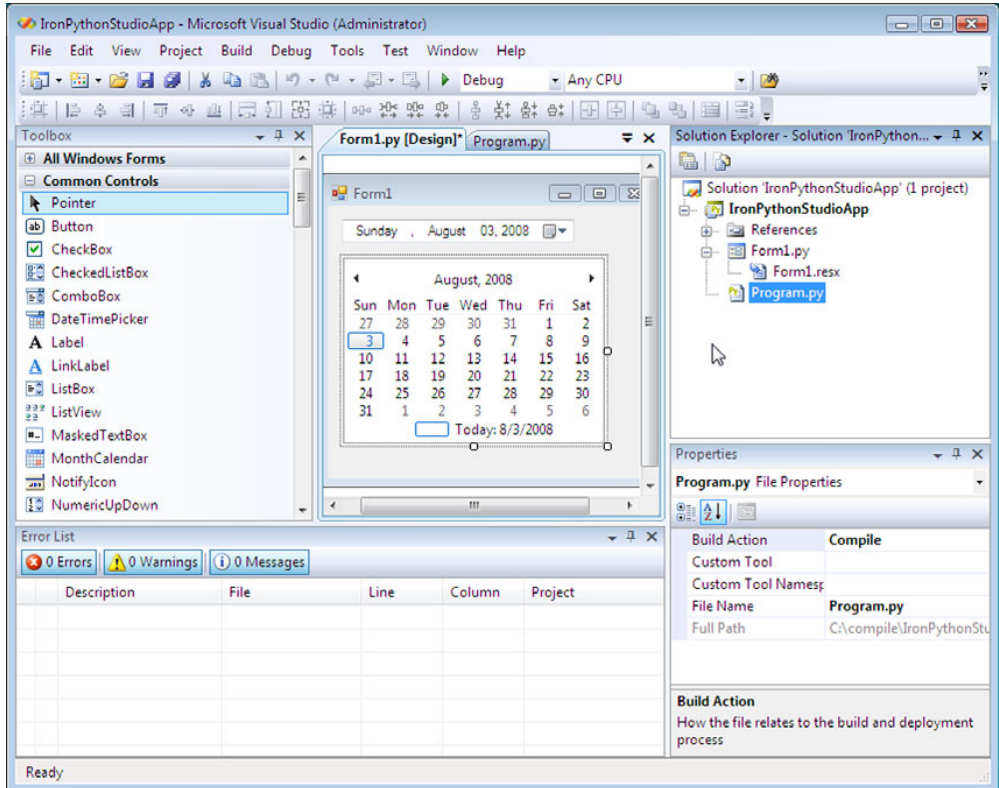 IronPythonStudioApp - Microsoft Visual Studio (Administrator)
File Edit View Project Build Debug Tools Test Window Help
Debug Any CPU
Toolbox
All Windows Forms
Common Controls
Pointer
Button
CheckBox
CheckedListBox
ComboBox
DateTimePicker
A Label
A LinkLabel
ListBox
ListView
MaskedTextBox
MonthCalendar
NotifyIcon
NumericUpDown
Form1.py [Design]* Program.py
Form1
Sunday , August 03, 2008
August, 2008
Sun Mon Tue Wed Thu Fri Sat
27 28 29 30 31 1 2
3 4 5 6 7 8 9
10 11 12 13 14 15 16
17 18 19 20 21 22 23
24 25 26 27 28 29 30
31 1 2 3 4 5 6
Today: 8/3/2008
Solution Explorer - Solution 'IronPython...
Solution 'IronPythonStudioApp' (1 project)
IronPythonStudioApp
References
Form1.py
Form1.resx
Program.py
Properties
Program.py File Properties
Build Action Compile
Custom Tool
Custom Tool Namesp
File Name Program.py
Full Path C:\compile\IronPythonStu
Build Action
How the file relates to the build and deployment
process
Error List
0 Errors 0 Warnings 0 Messages
Description File Line Column Project
Ready